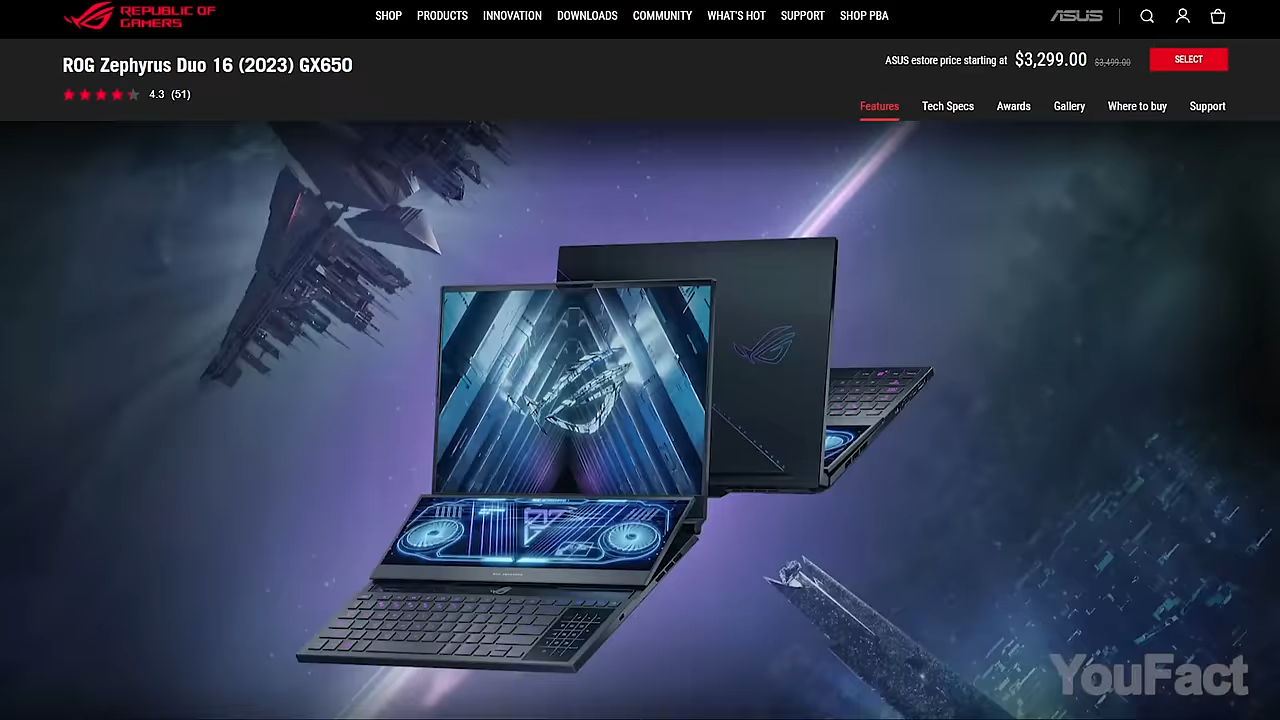 REPUBLIC OF
GAMERS
SHOP PRODUCTS INNOVATION DOWNLOADS COMMUNITY WHAT'S HOT SUPPORT SHOP PBA
ASUS
ROG Zephyrus Duo 16 (2023) GX650
ASUS estore price starting at $3,299.00 $3,499.00
SELECT
4.3 (51)
Features Tech Specs Awards Gallery Where to buy Support
YouFact